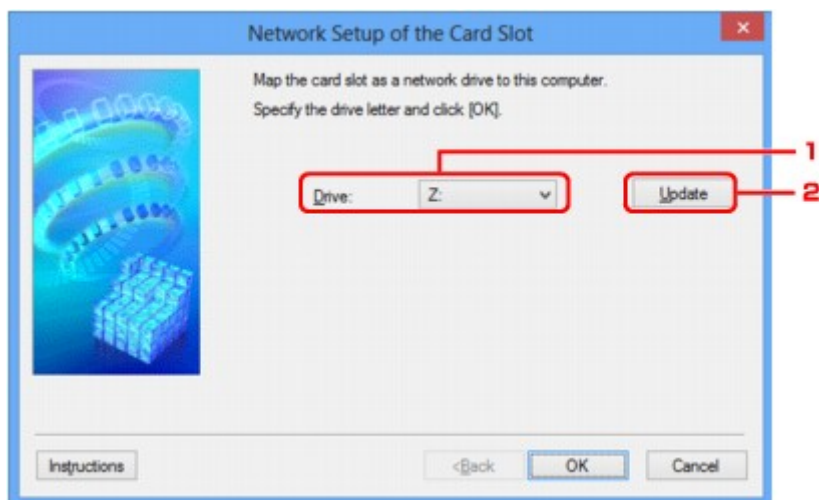 Network Setup of the Card Slot
Map the card slot as a network drive to this computer.
Specify the drive letter and click [OK].
1
Drive: Z: Update
2
Instructions <Back OK Cancel